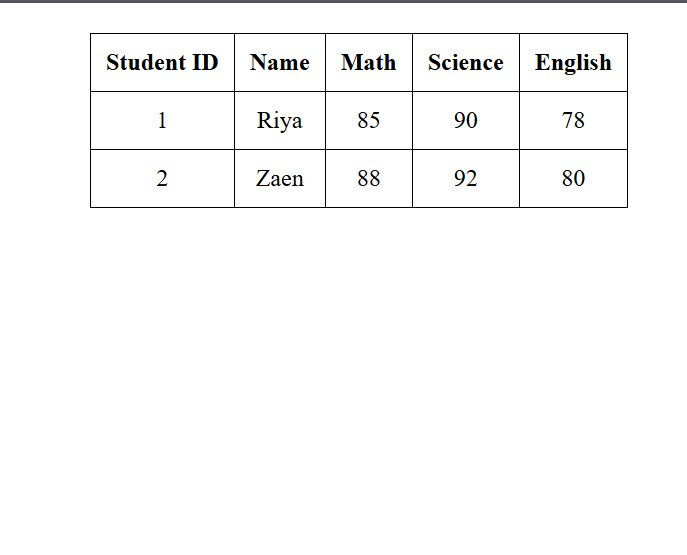 Student ID Name Math Science English
1 Riya 85 90 78
2 Zaen 88 92 80